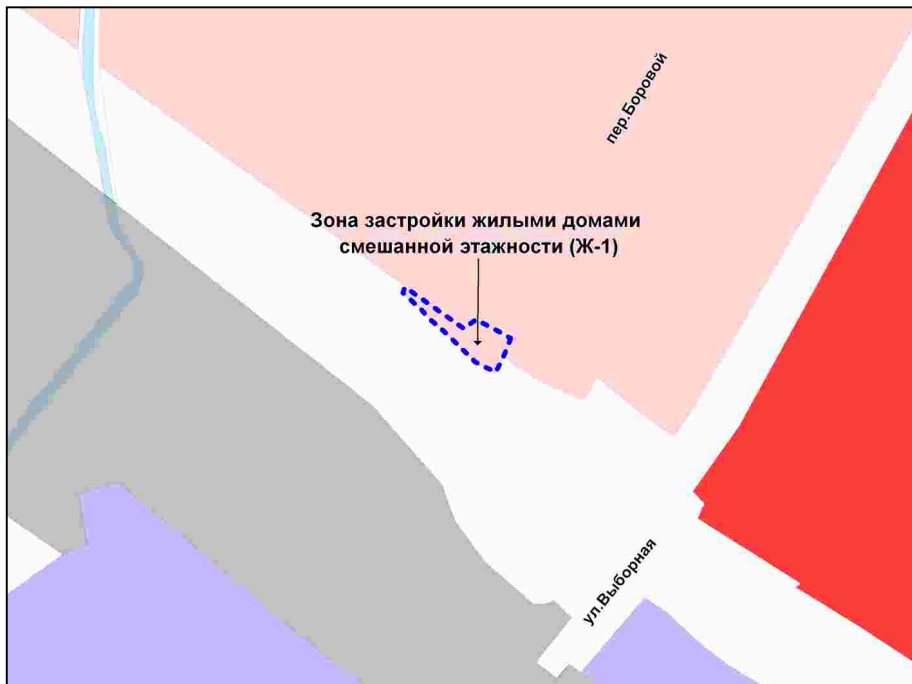 пер.Боровой
Зона застройки жилыми домами
смешанной этажности (Ж-1)
ул.Выборная